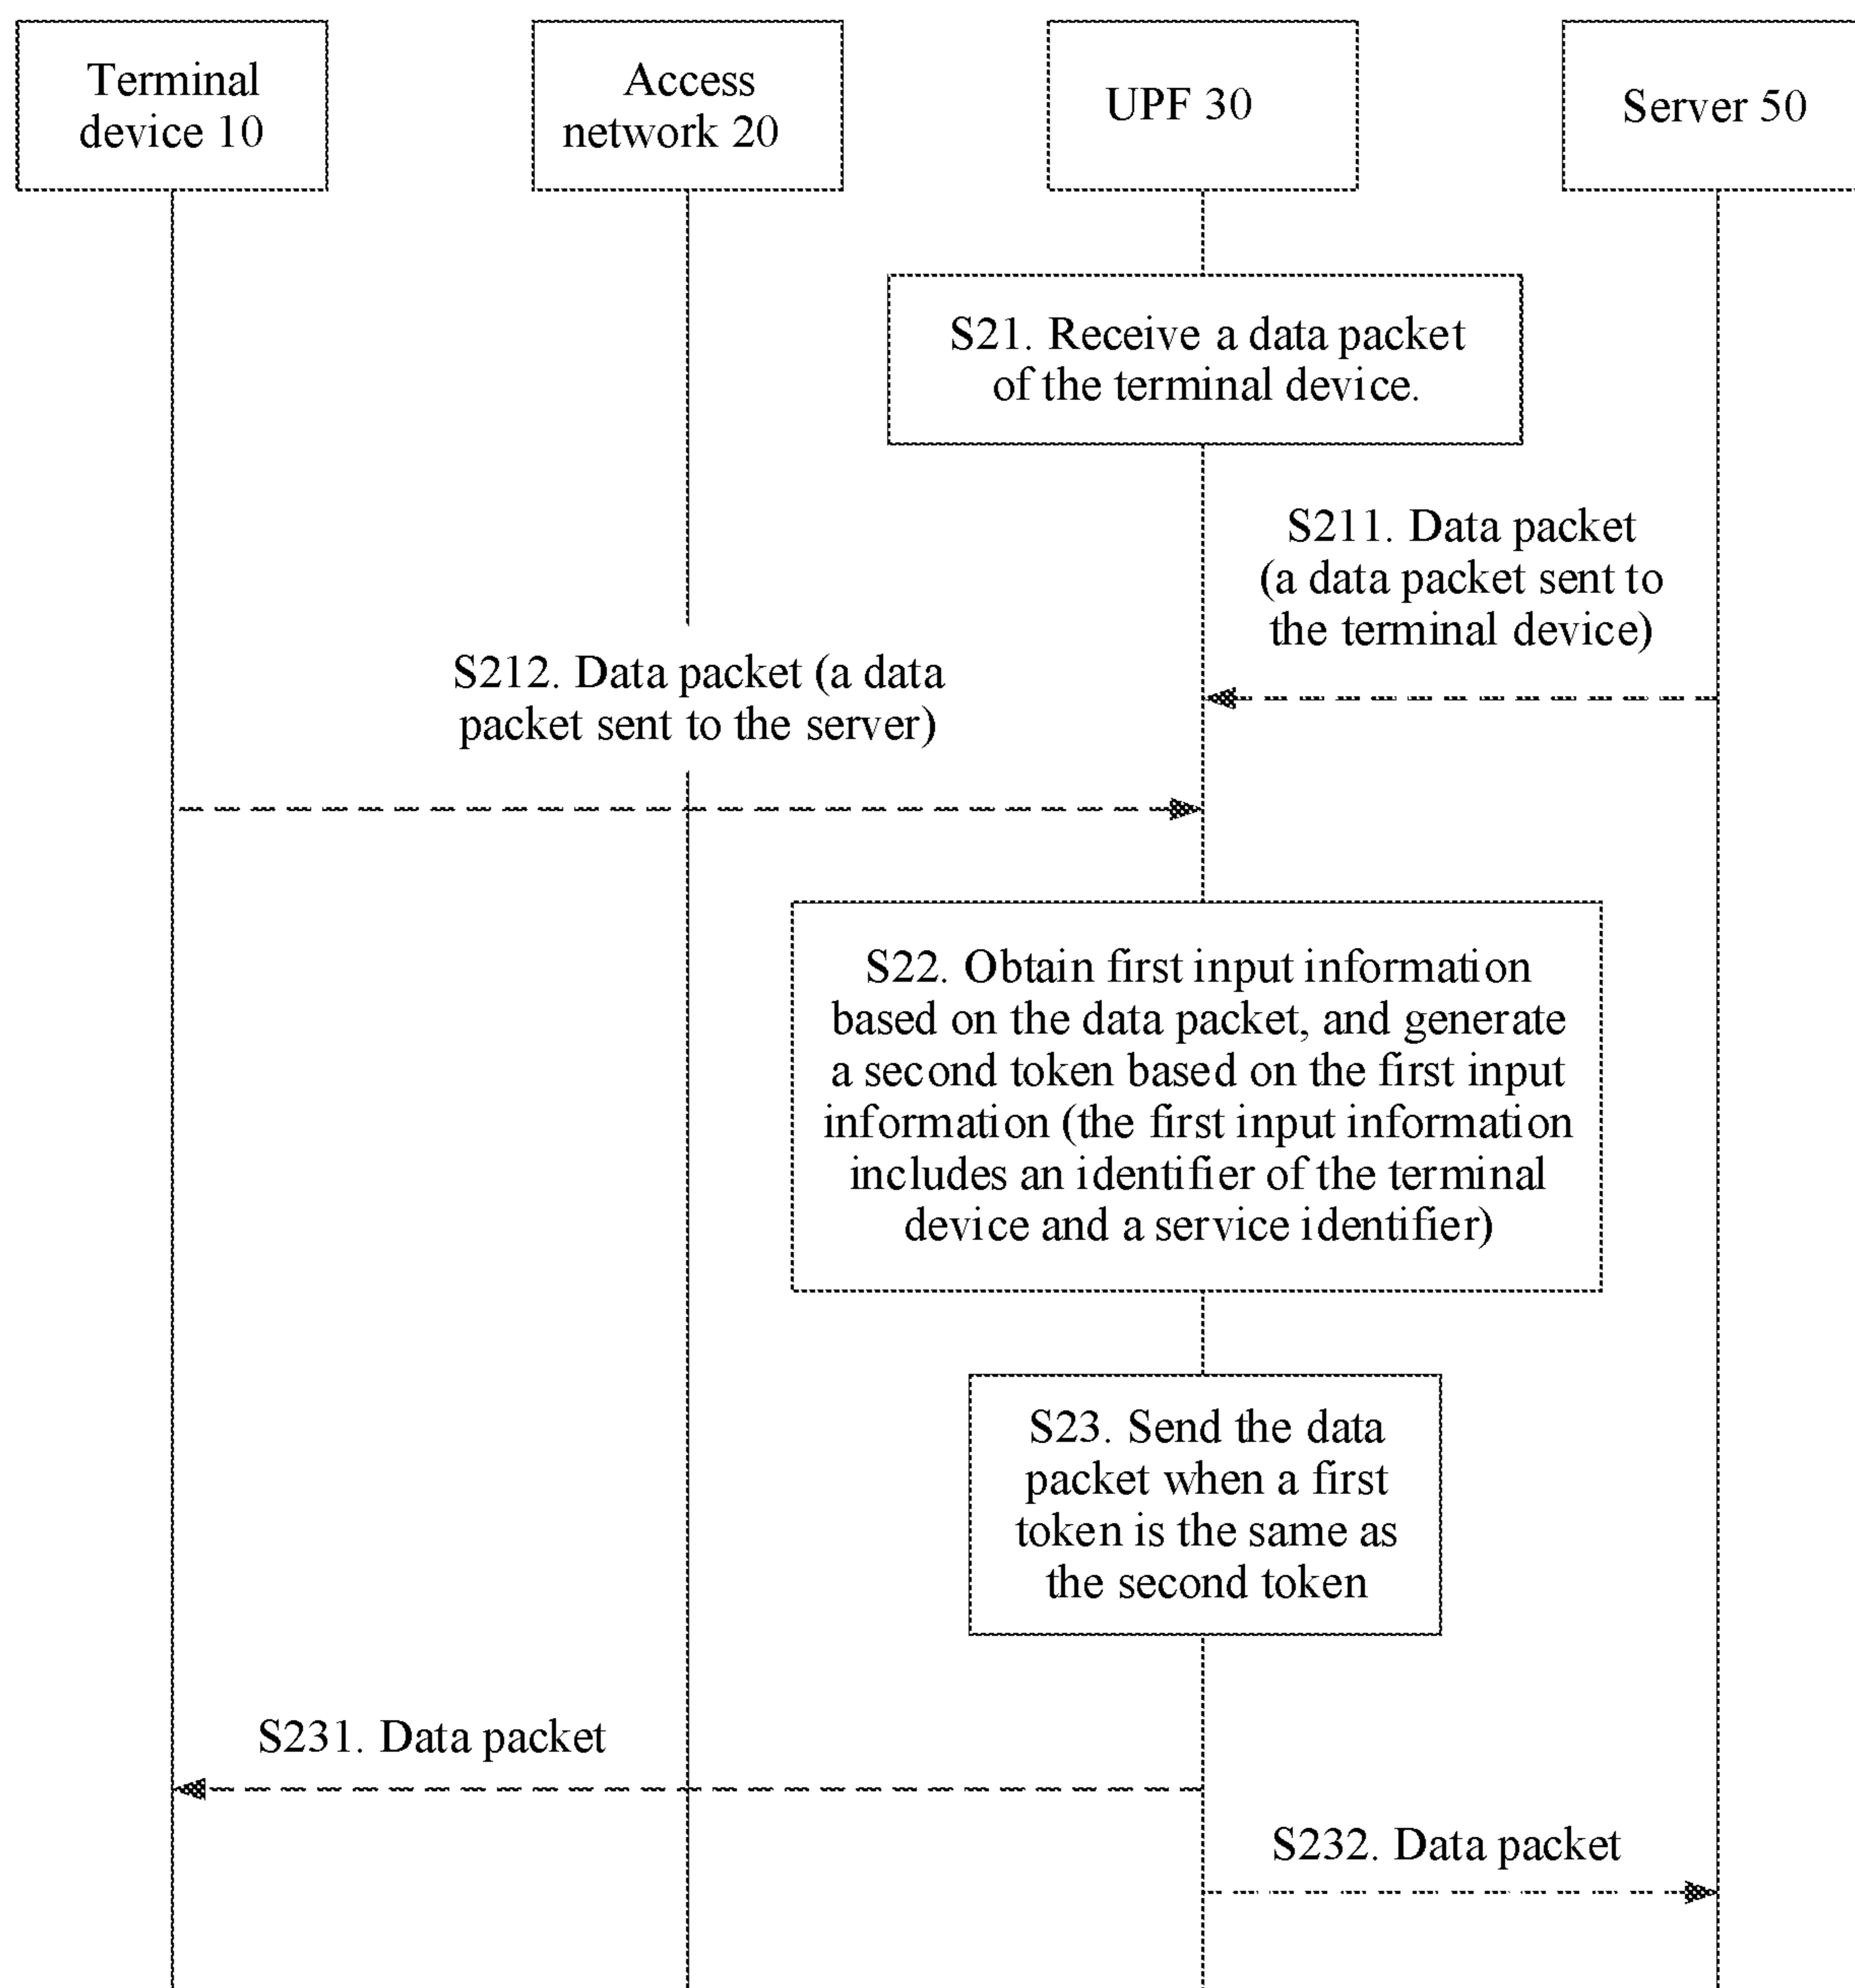 Terminal
device 10
Access
network 20
UPF 30
Server 50
S21. Receive a data packet
of the terminal device.
S211. Data packet
(a data packet sent to
the terminal device)
S212. Data packet (a data
packet sent to the server)
S22. Obtain first input information
based on the data packet, and generate
a second token based on the first input
information (the first input information
includes an identifier of the terminal
device and a service identifier)
S23. Send the data
packet when a first
token is the same as
the second token
S231. Data packet
S232. Data packet